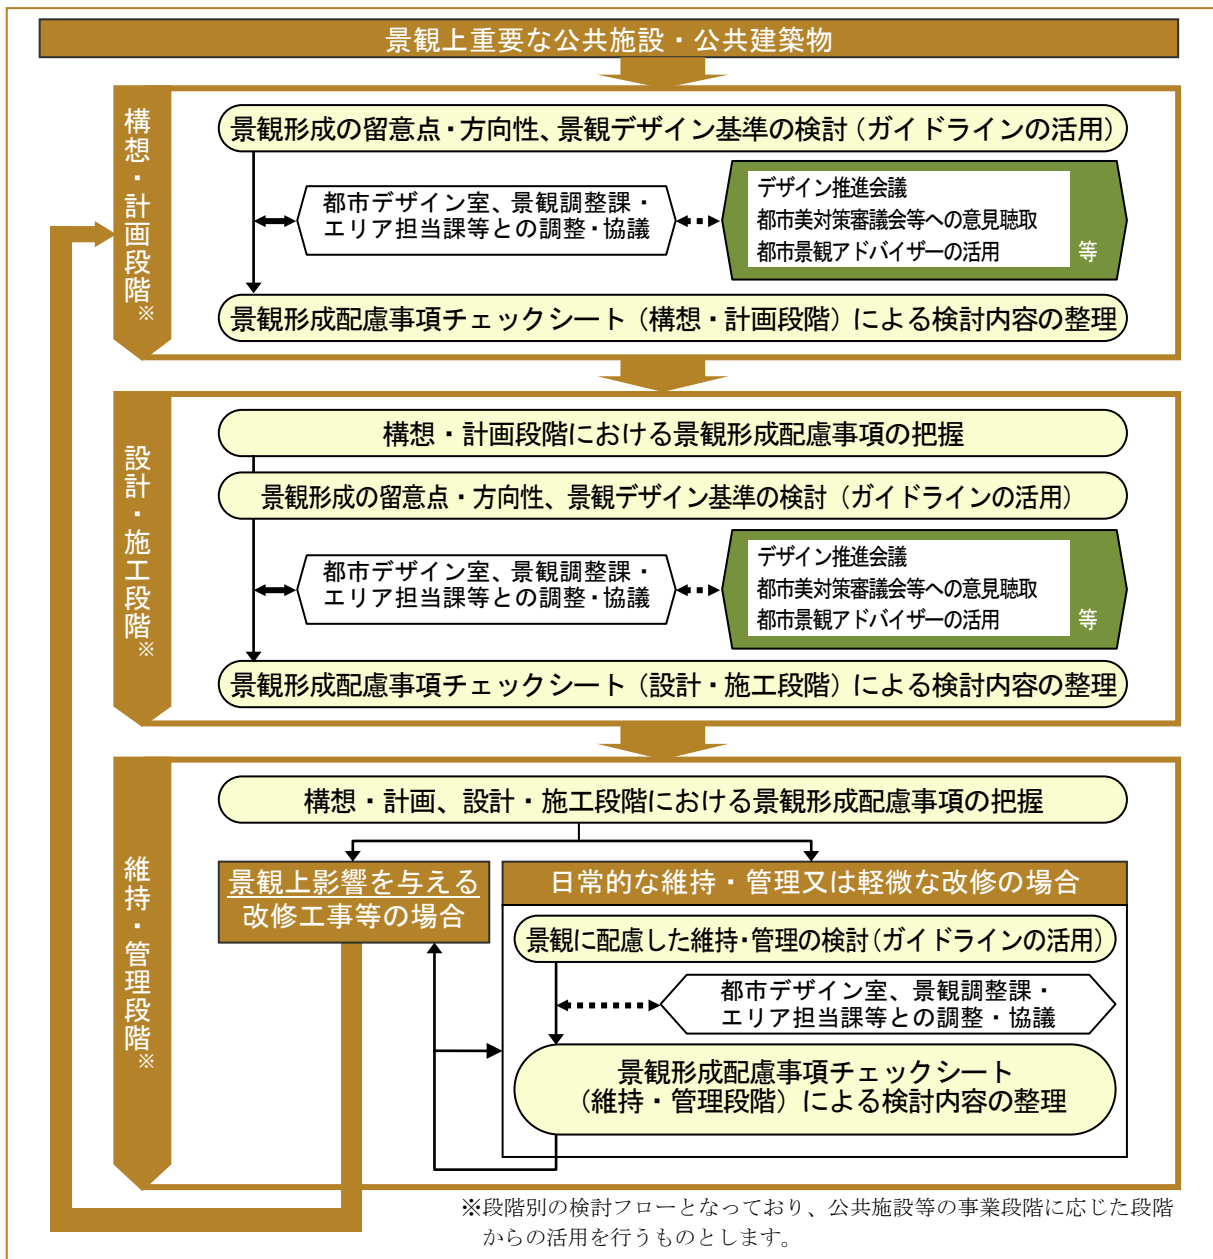 景観上重要な公共施設・公共建築物
構想・計画段階※
景観形成の留意点・方向性、景観デザイン基準の検討（ガイドラインの活用）
都市デザイン室、景観調整課・
エリア担当課等との調整・協議
デザイン推進会議
都市美対策審議会等への意見聴取
都市景観アドバイザーの活用 等
景観形成配慮事項チェックシート（構想・計画段階）による検討内容の整理
設計・施工段階※
構想・計画段階における景観形成配慮事項の把握
景観形成の留意点・方向性、景観デザイン基準の検討（ガイドラインの活用）
都市デザイン室、景観調整課・
エリア担当課等との調整・協議
デザイン推進会議
都市美対策審議会等への意見聴取
都市景観アドバイザーの活用 等
景観形成配慮事項チェックシート（設計・施工段階）による検討内容の整理
維持・管理段階※
構想・計画、設計・施工段階における景観形成配慮事項の把握
景観上影響を与える
改修工事等の場合
日常的な維持・管理又は軽微な改修の場合
景観に配慮した維持・管理の検討（ガイドラインの活用）
都市デザイン室、景観調整課・
エリア担当課等との調整・協議
景観形成配慮事項チェックシート
（維持・管理段階）による検討内容の整理
※段階別の検討フローとなっており、公共施設等の事業段階に応じた段階
からの活用を行うものとします。